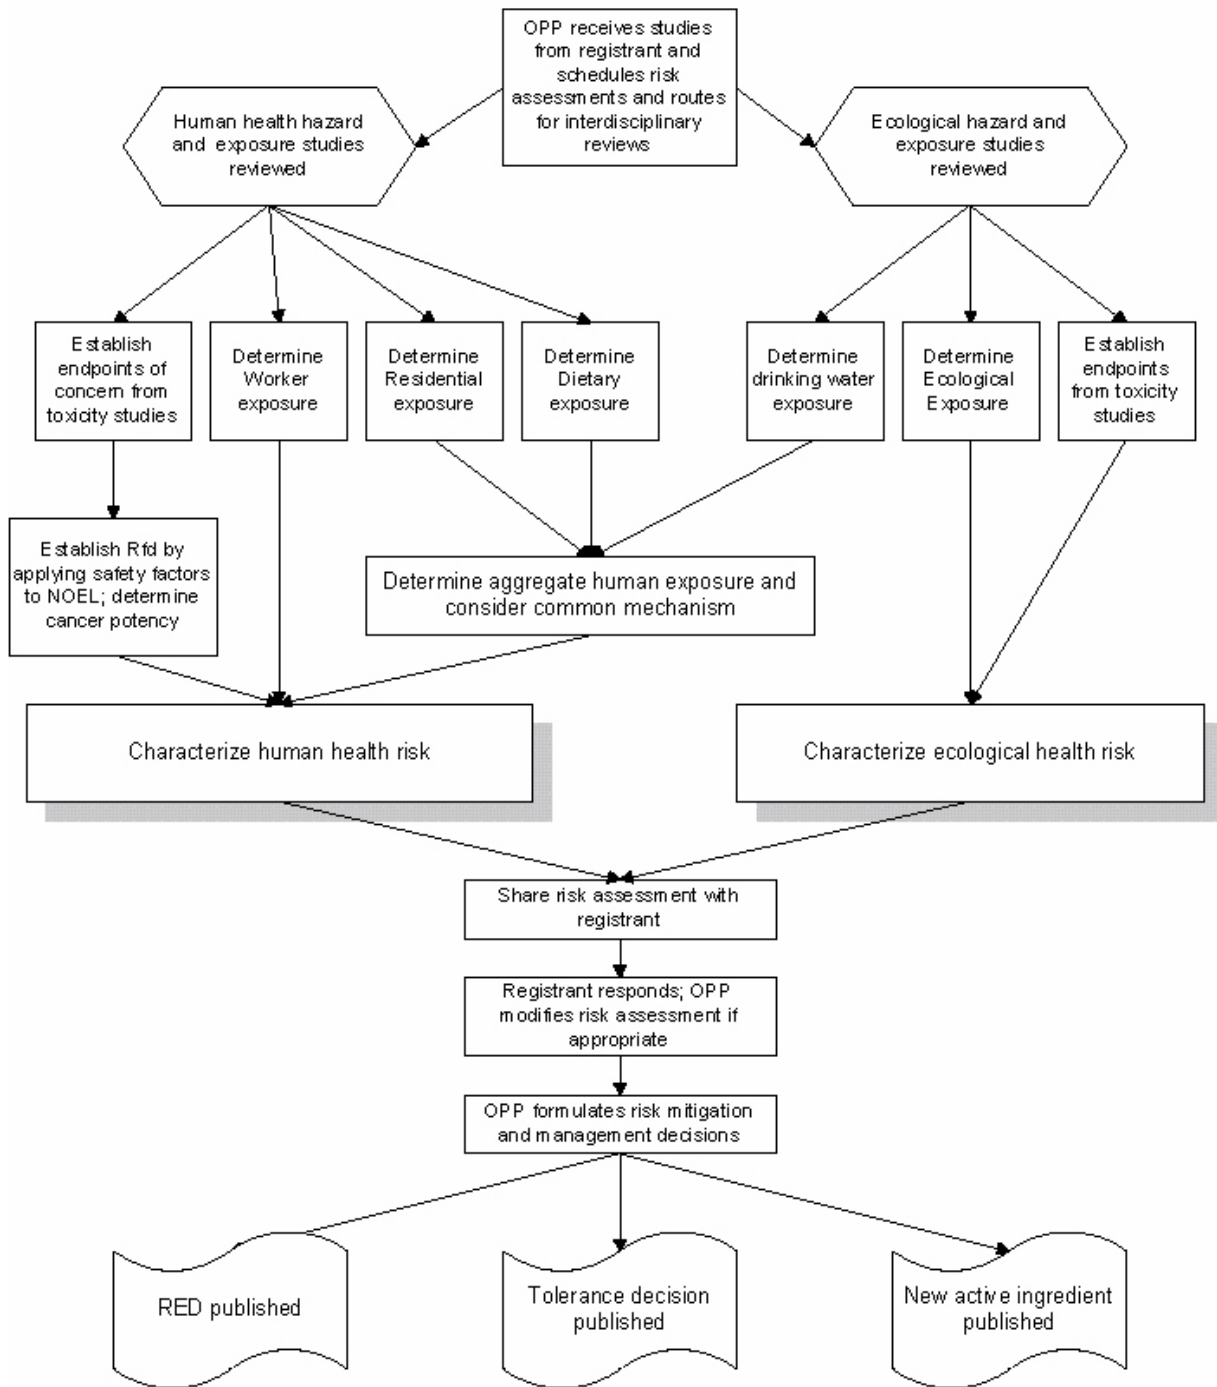 OPP receives studies
from registrant and
schedules risk
assessments and routes
for interdisciplinary
reviews
Human health hazard
and exposure studies
reviewed
Ecological hazard and
exposure studies
reviewed
Establish
endpoints of
concern from
toxicity studies
Determine
Worker
exposure
Determine
Residential
exposure
Determine
Dietary
exposure
Determine
drinking water
exposure
Determine
Ecological
Exposure
Establish
endpoints
from toxicity
studies
Establish Rfd by
applying safety factors
to NOEL; determine
cancer potency
Determine aggregate human exposure and
consider common mechanism
Characterize human health risk
Characterize ecological health risk
Share risk assessment with
registrant
Registrant responds; OPP
modifies risk assessment if
appropriate
OPP formulates risk mitigation
and management decisions
RED published
Tolerance decision
published
New active ingredient
published